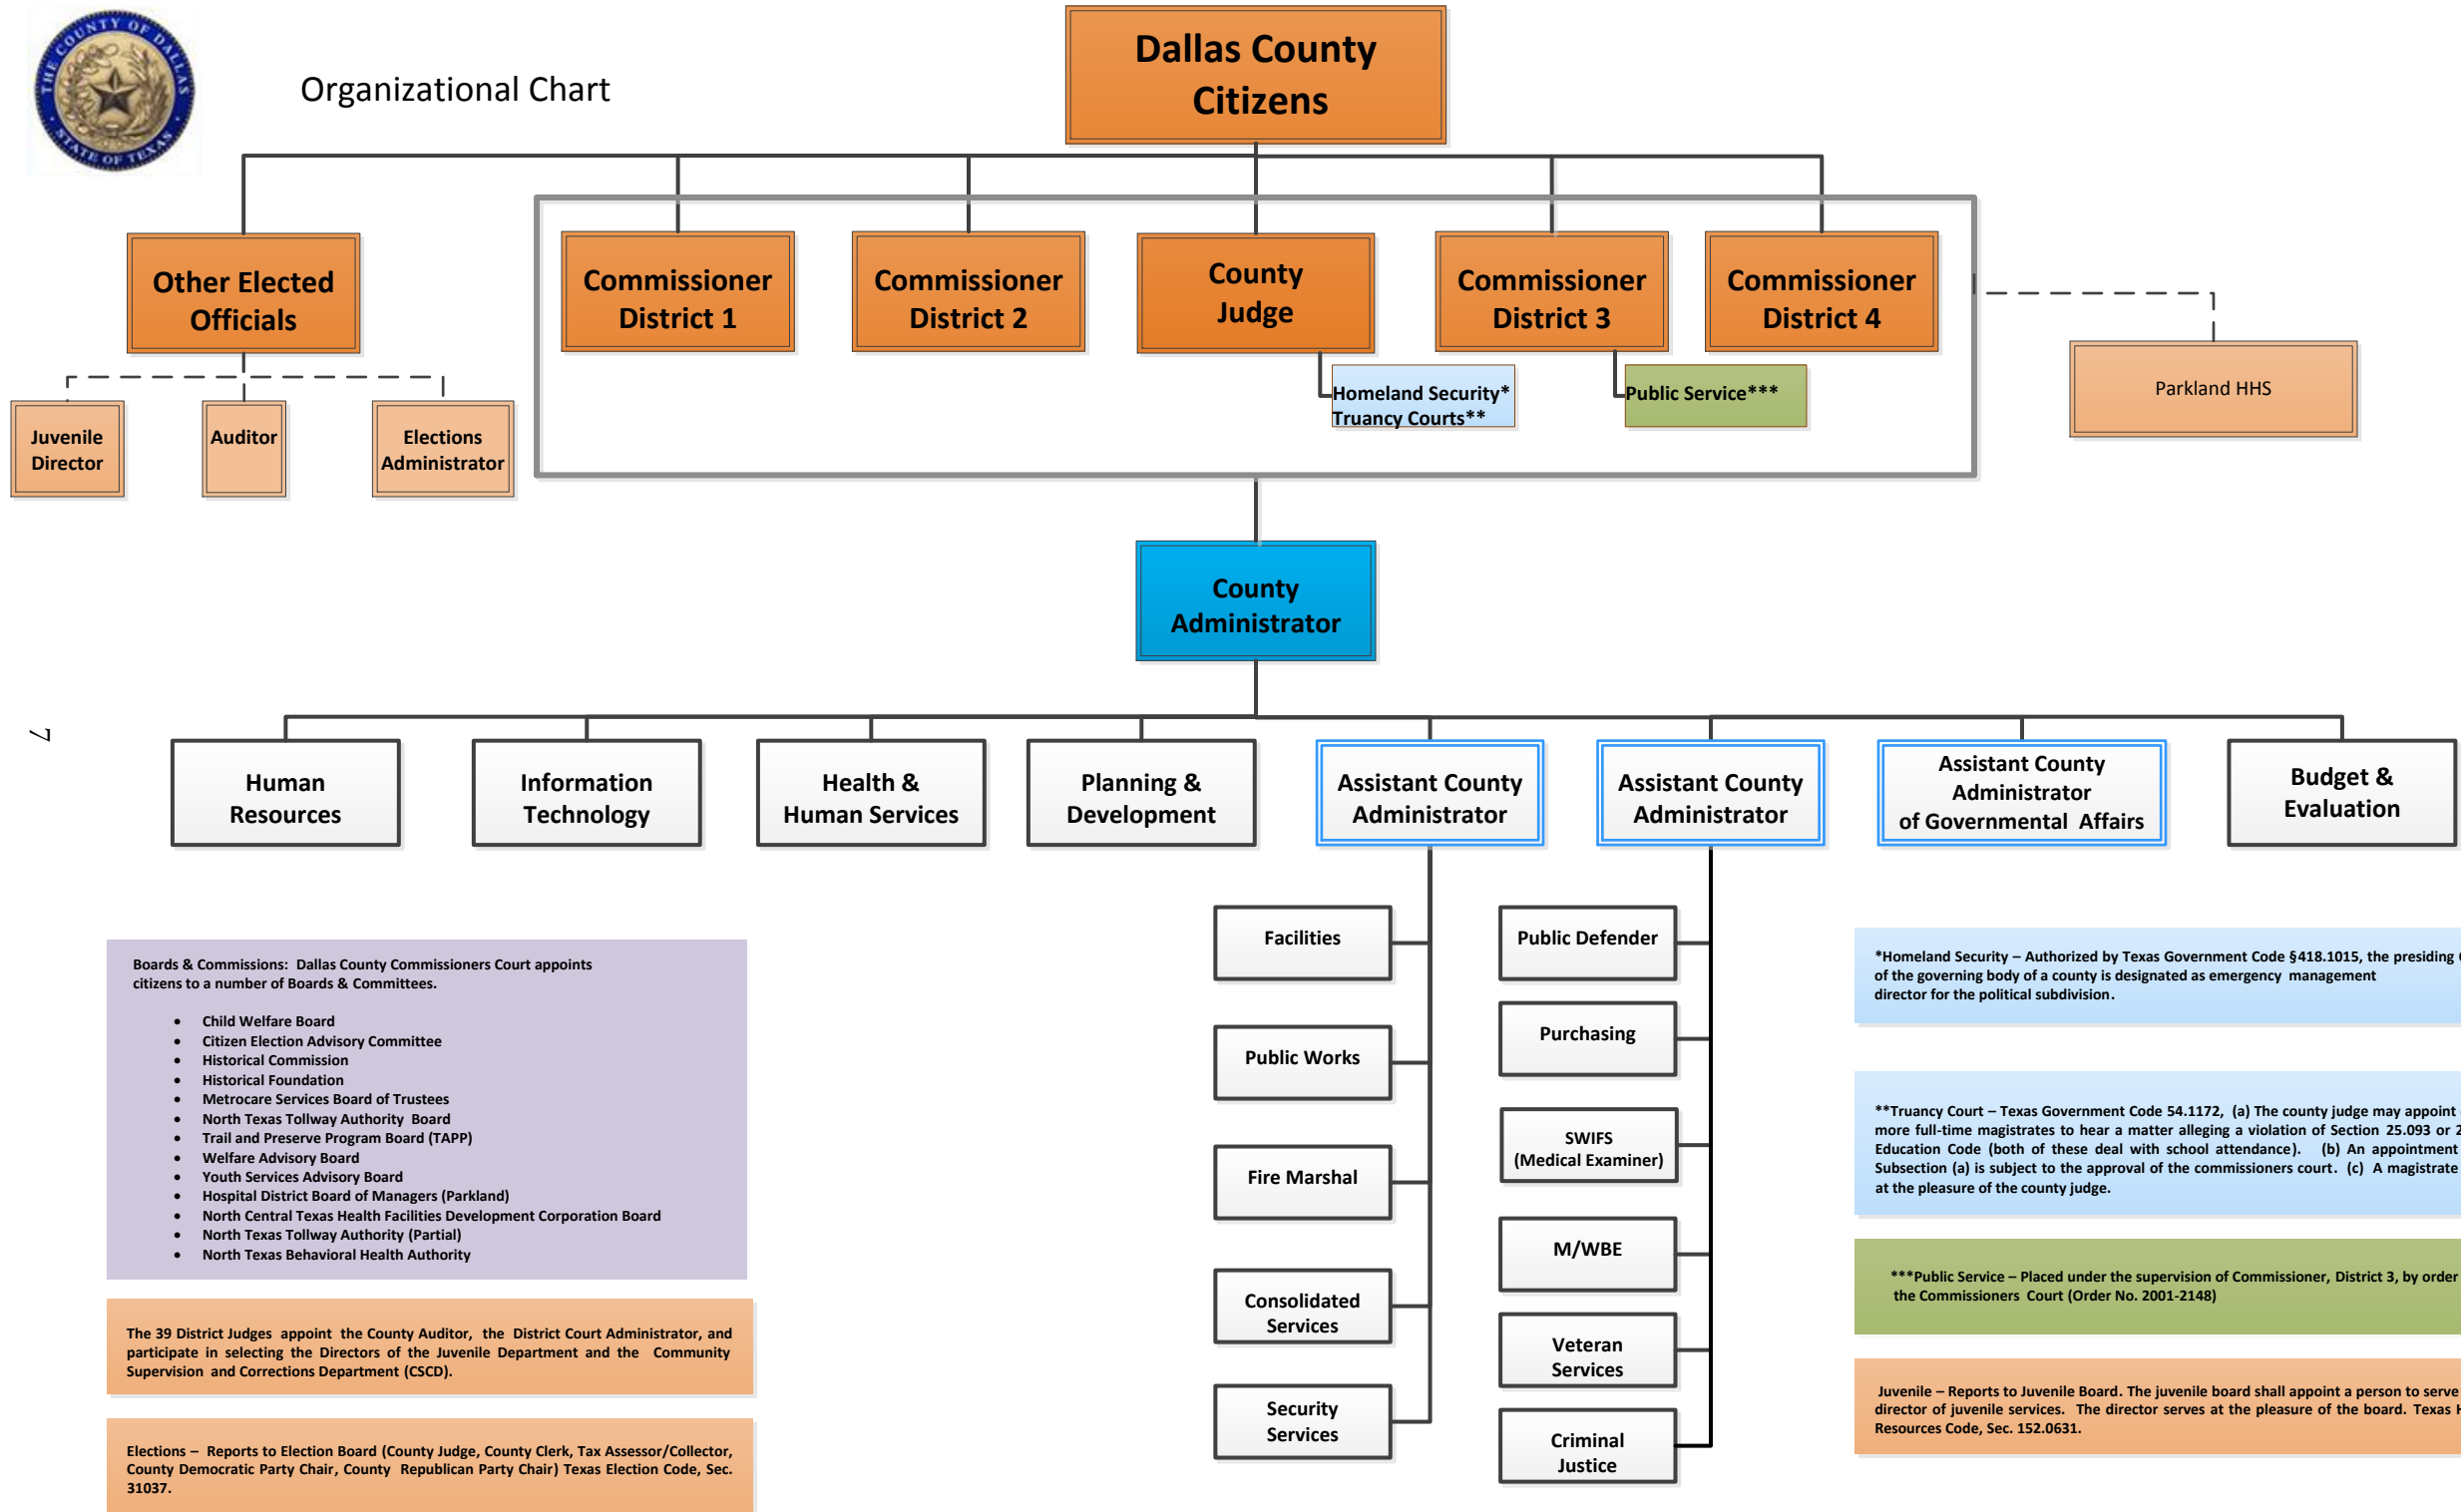 THE COUNTY OF DALLAS
STATE OF TEXAS
Organizational Chart
Dallas County
Citizens
Other Elected
Officials
Commissioner
District 1
Commissioner
District 2
County
Judge
Commissioner
District 3
Commissioner
District 4
Homeland Security*
Truancy Courts**
Public Service***
Parkland HHS
Juvenile
Director
Auditor
Elections
Administrator
County
Administrator
7
Human
Resources
Information
Technology
Health &
Human Services
Planning &
Development
Assistant County
Administrator
Assistant County
Administrator
Assistant County
Administrator
of Governmental Affairs
Budget &
Evaluation
Facilities
Public Works
Fire Marshal
Consolidated
Services
Security
Services
Public Defender
Purchasing
SWIFS
(Medical Examiner)
M/WBE
Veteran
Services
Criminal
Justice
Boards & Commissions: Dallas County Commissioners Court appoints
citizens to a number of Boards & Committees.
• Child Welfare Board
• Citizen Election Advisory Committee
• Historical Commission
• Historical Foundation
• Metrocare Services Board of Trustees
• North Texas Tollway Authority Board
• Trail and Preserve Program Board (TAPP)
• Welfare Advisory Board
• Youth Services Advisory Board
• Hospital District Board of Managers (Parkland)
• North Central Texas Health Facilities Development Corporation Board
• North Texas Tollway Authority (Partial)
• North Texas Behavioral Health Authority
The 39 District Judges appoint the County Auditor, the District Court Administrator, and
participate in selecting the Directors of the Juvenile Department and the Community
Supervision and Corrections Department (CSCD).
Elections – Reports to Election Board (County Judge, County Clerk, Tax Assessor/Collector,
County Democratic Party Chair, County Republican Party Chair) Texas Election Code, Sec.
31037.
*Homeland Security – Authorized by Texas Government Code §418.1015, the presiding
of the governing body of a county is designated as emergency management
director for the political subdivision.
**Truancy Court – Texas Government Code 54.1172, (a) The county judge may appoint
more full-time magistrates to hear a matter alleging a violation of Section 25.093 or
Education Code (both of these deal with school attendance). (b) An appointment
Subsection (a) is subject to the approval of the commissioners court. (c) A magistrate
at the pleasure of the county judge.
***Public Service – Placed under the supervision of Commissioner, District 3, by order
the Commissioners Court (Order No. 2001-2148)
Juvenile – Reports to Juvenile Board. The juvenile board shall appoint a person to serve
director of juvenile services. The director serves at the pleasure of the board. Texas
Resources Code, Sec. 152.0631.